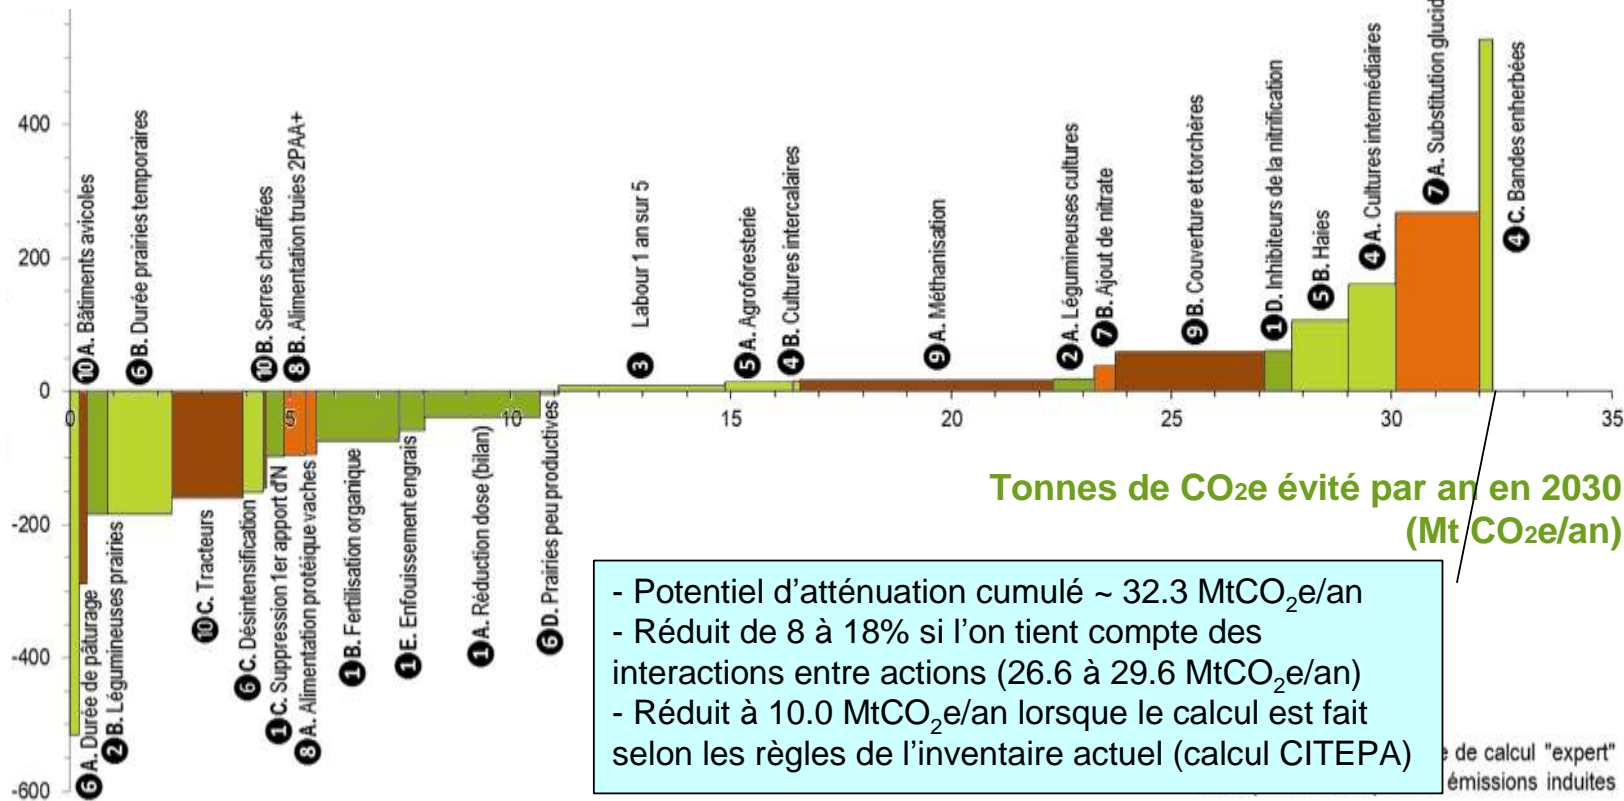 400
200
0
-200
-400
-600
0
5
10
15
20
25
30
35
10 A. Bâtiments avicoles
6 B. Durée prairies temporaires
10 B. Serres chauffées
8 B. Alimentation truies 2PAA+
3 Labour 1 an sur 5
5 A. Agroforesterie
4 B. Cultures intercalaires
9 A. Méthanisation
2 A. Légumineuses cultures
7 B. Ajout de nitrate
9 B. Couverture et torchères
1 D. Inhibiteurs de la nitrification
5 B. Haies
4 A. Cultures intermédiaires
7 A. Substitution glucid
4 C. Bandes enherbées
6 A. Durée de pâturage
2 B. Légumineuses prairies
10 C. Tracteurs
6 C. Désintensification
1 C. Suppression 1er apport d'N
8 A. Alimentation protéique vaches
1 B. Fertilisation organique
1 E. Enfouissement engrais
1 A. Réduction dose (bilan)
6 D. Prairies peu productives
Tonnes de CO2e évité par an en 2030
(Mt CO2e/an)
- Potentiel d'atténuation cumulé ~ 32.3 MtCO2e/an
- Réduit de 8 à 18% si l'on tient compte des
interactions entre actions (26.6 à 29.6 MtCO2e/an)
- Réduit à 10.0 MtCO2e/an lorsque le calcul est fait
selon les règles de l'inventaire actuel (calcul CITEPA)
de calcul "expert"
émissions induites